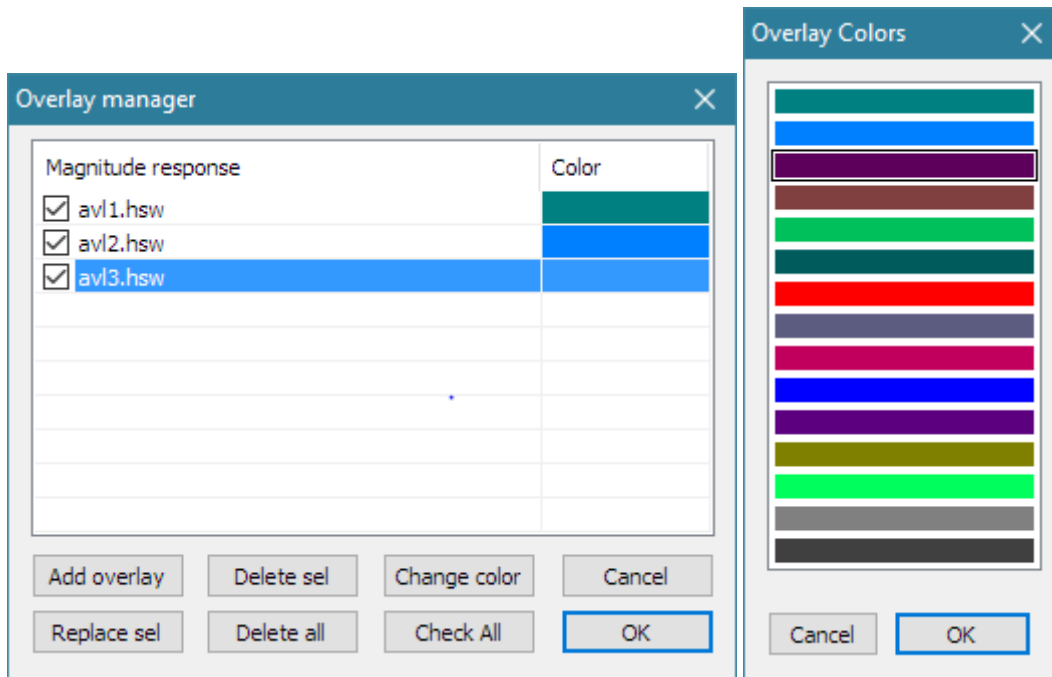 Overlay manager
Magnitude response Color
avl1.hsw
avl2.hsw
avl3.hsw
Add overlay Delete sel Change color Cancel
Replace sel Delete all Check All OK
Overlay Colors
Cancel OK